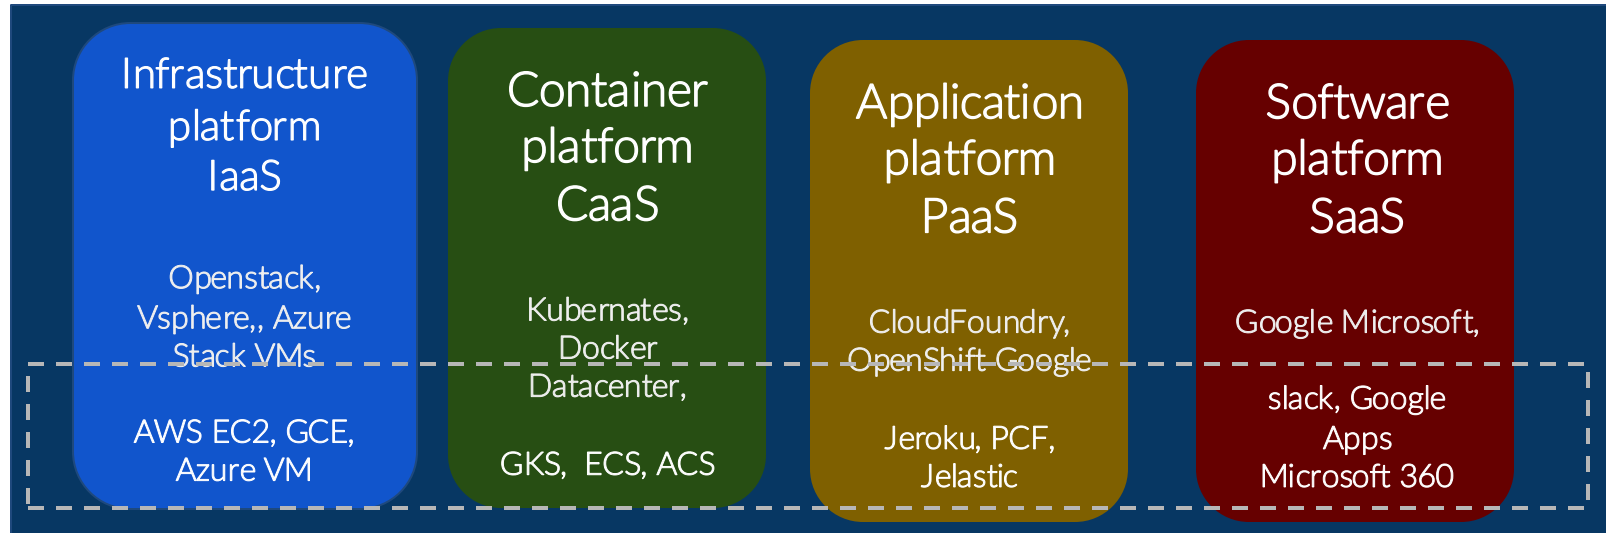 Infrastructure
platform
IaaS
Openstack,
Vsphere,, Azure
Stack VMs
AWS EC2, GCE,
Azure VM
Container
platform
CaaS
Kubernates,
Docker
Datacenter,
GKS, ECS, ACS
Application
platform
PaaS
CloudFoundry,
OpenShift Google
Jeroku, PCF,
Jelastic
Software
platform
SaaS
Google Microsoft,
slack, Google
Apps
Microsoft 360